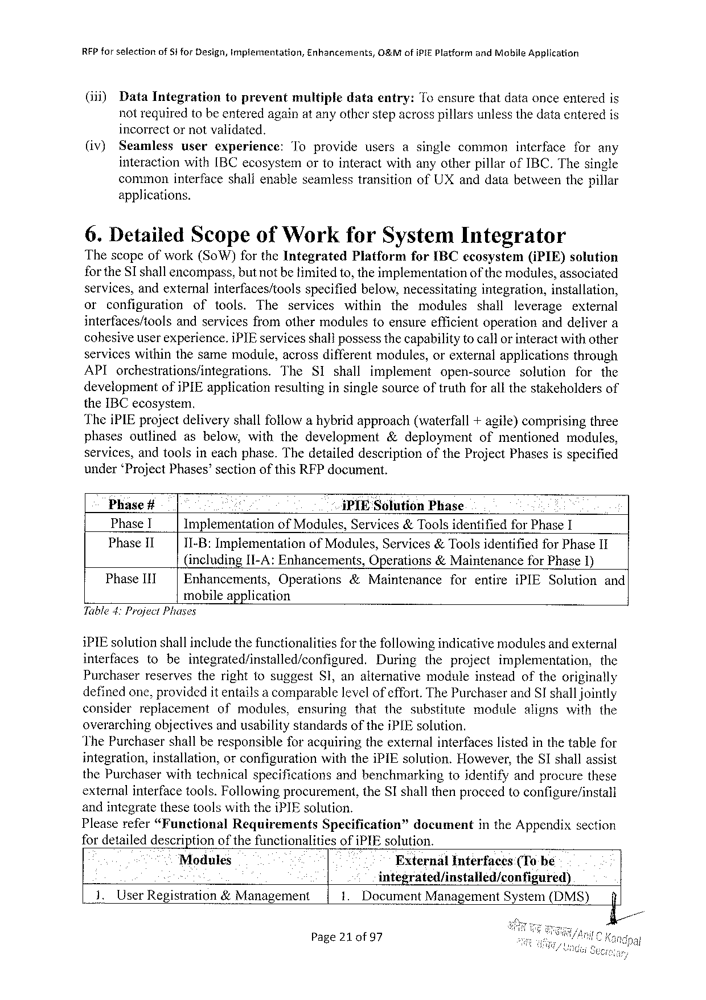 RFP for selection of SI for Design, Implementation, Enhancements, O&M of iPIE Platform and Mobile Application
(iii) Data Integration to prevent multiple data entry: To ensure that data once entered is
not required to be entered again at any other step across pillars unless the data entered is
incorrect or not validated.
(iv) Seamless user experience: To provide users a single common interface for any
interaction with IBC ecosystem or to interact with any other pillar of IBC. The single
common interface shall enable seamless transition of UX and data between the pillar
applications.
6. Detailed Scope of Work for System Integrator
The scope of work (SoW) for the Integrated Platform for IBC ecosystem (iPIE) solution
for the SI shall encompass, but not be limited to, the implementation of the modules, associated
services, and external interfaces/tools specified below, necessitating integration, installation,
or configuration of tools. The services within the modules shall leverage external
interfaces/tools and services from other modules to ensure efficient operation and deliver a
cohesive user experience. iPIE services shall possess the capability to call or interact with other
services within the same module, across different modules, or external applications through
API orchestrations/integrations. The SI shall implement open-source solution for the
development of iPIE application resulting in single source of truth for all the stakeholders of
the IBC ecosystem.
The iPIE project delivery shall follow a hybrid approach (waterfall + agile) comprising three
phases outlined as below, with the development & deployment of mentioned modules,
services, and tools in each phase. The detailed description of the Project Phases is specified
under ‘Project Phases’ section of this RFP document.
Phase # iPIE Solution Phase
Phase I Implementation of Modules, Services & Tools identified for Phase I
Phase II II-B: Implementation of Modules, Services & Tools identified for Phase II
(including II-A: Enhancements, Operations & Maintenance for Phase I)
Phase III Enhancements, Operations & Maintenance for entire iPIE Solution and
mobile application
Table 4: Project Phases
iPIE solution shall include the functionalities for the following indicative modules and external
interfaces to be integrated/installed/configured. During the project implementation, the
Purchaser reserves the right to suggest SI, an alternative module instead of the originally
defined one, provided it entails a comparable level of effort. The Purchaser and SI shall jointly
consider replacement of modules, ensuring that the substitute module aligns with the
overarching objectives and usability standards of the iPIE solution.
The Purchaser shall be responsible for acquiring the external interfaces listed in the table for
integration, installation, or configuration with the iPIE solution. However, the SI shall assist
the Purchaser with technical specifications and benchmarking to identify and procure these
external interface tools. Following procurement, the SI shall then proceed to configure/install
and integrate these tools with the iPIE solution.
Please refer “Functional Requirements Specification” document in the Appendix section
for detailed description of the functionalities of iPIE solution.
Modules External Interfaces (To be
integrated/installed/configured)
1. User Registration & Management 1. Document Management System (DMS)
Page 21 of 97
/Anil C Kandpal
/Under Secretary